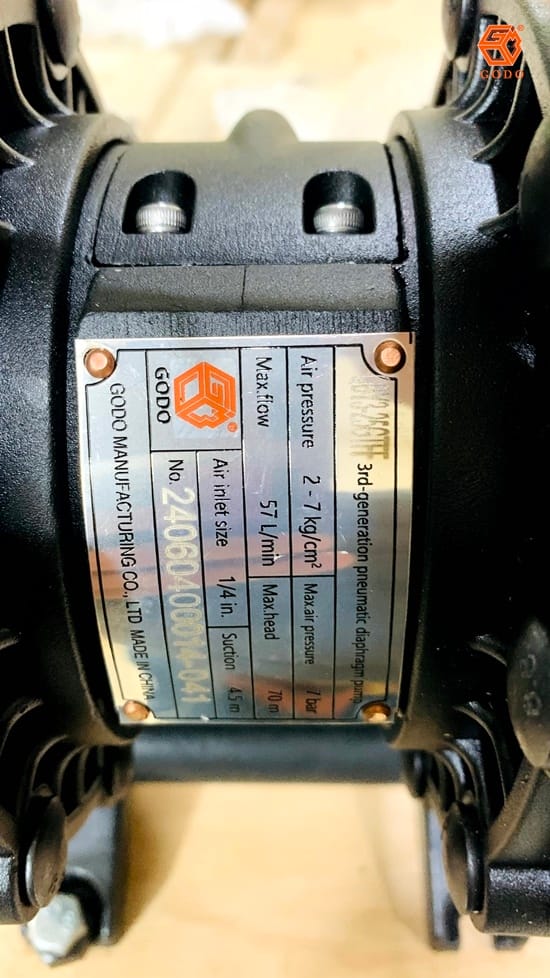 GODO
3rd-generation pneumatic diaphragm pump
Air pressure 2 - 7 kg/cm² Max.air pressure 7 bar
Max.flow 57 L/min Max.head 70 m
Air inlet size 1/4 in. Suction 4.5 m
GODO
No. 24060400014-041
GODO MANUFACTURING CO., LTD MADE IN CHINA